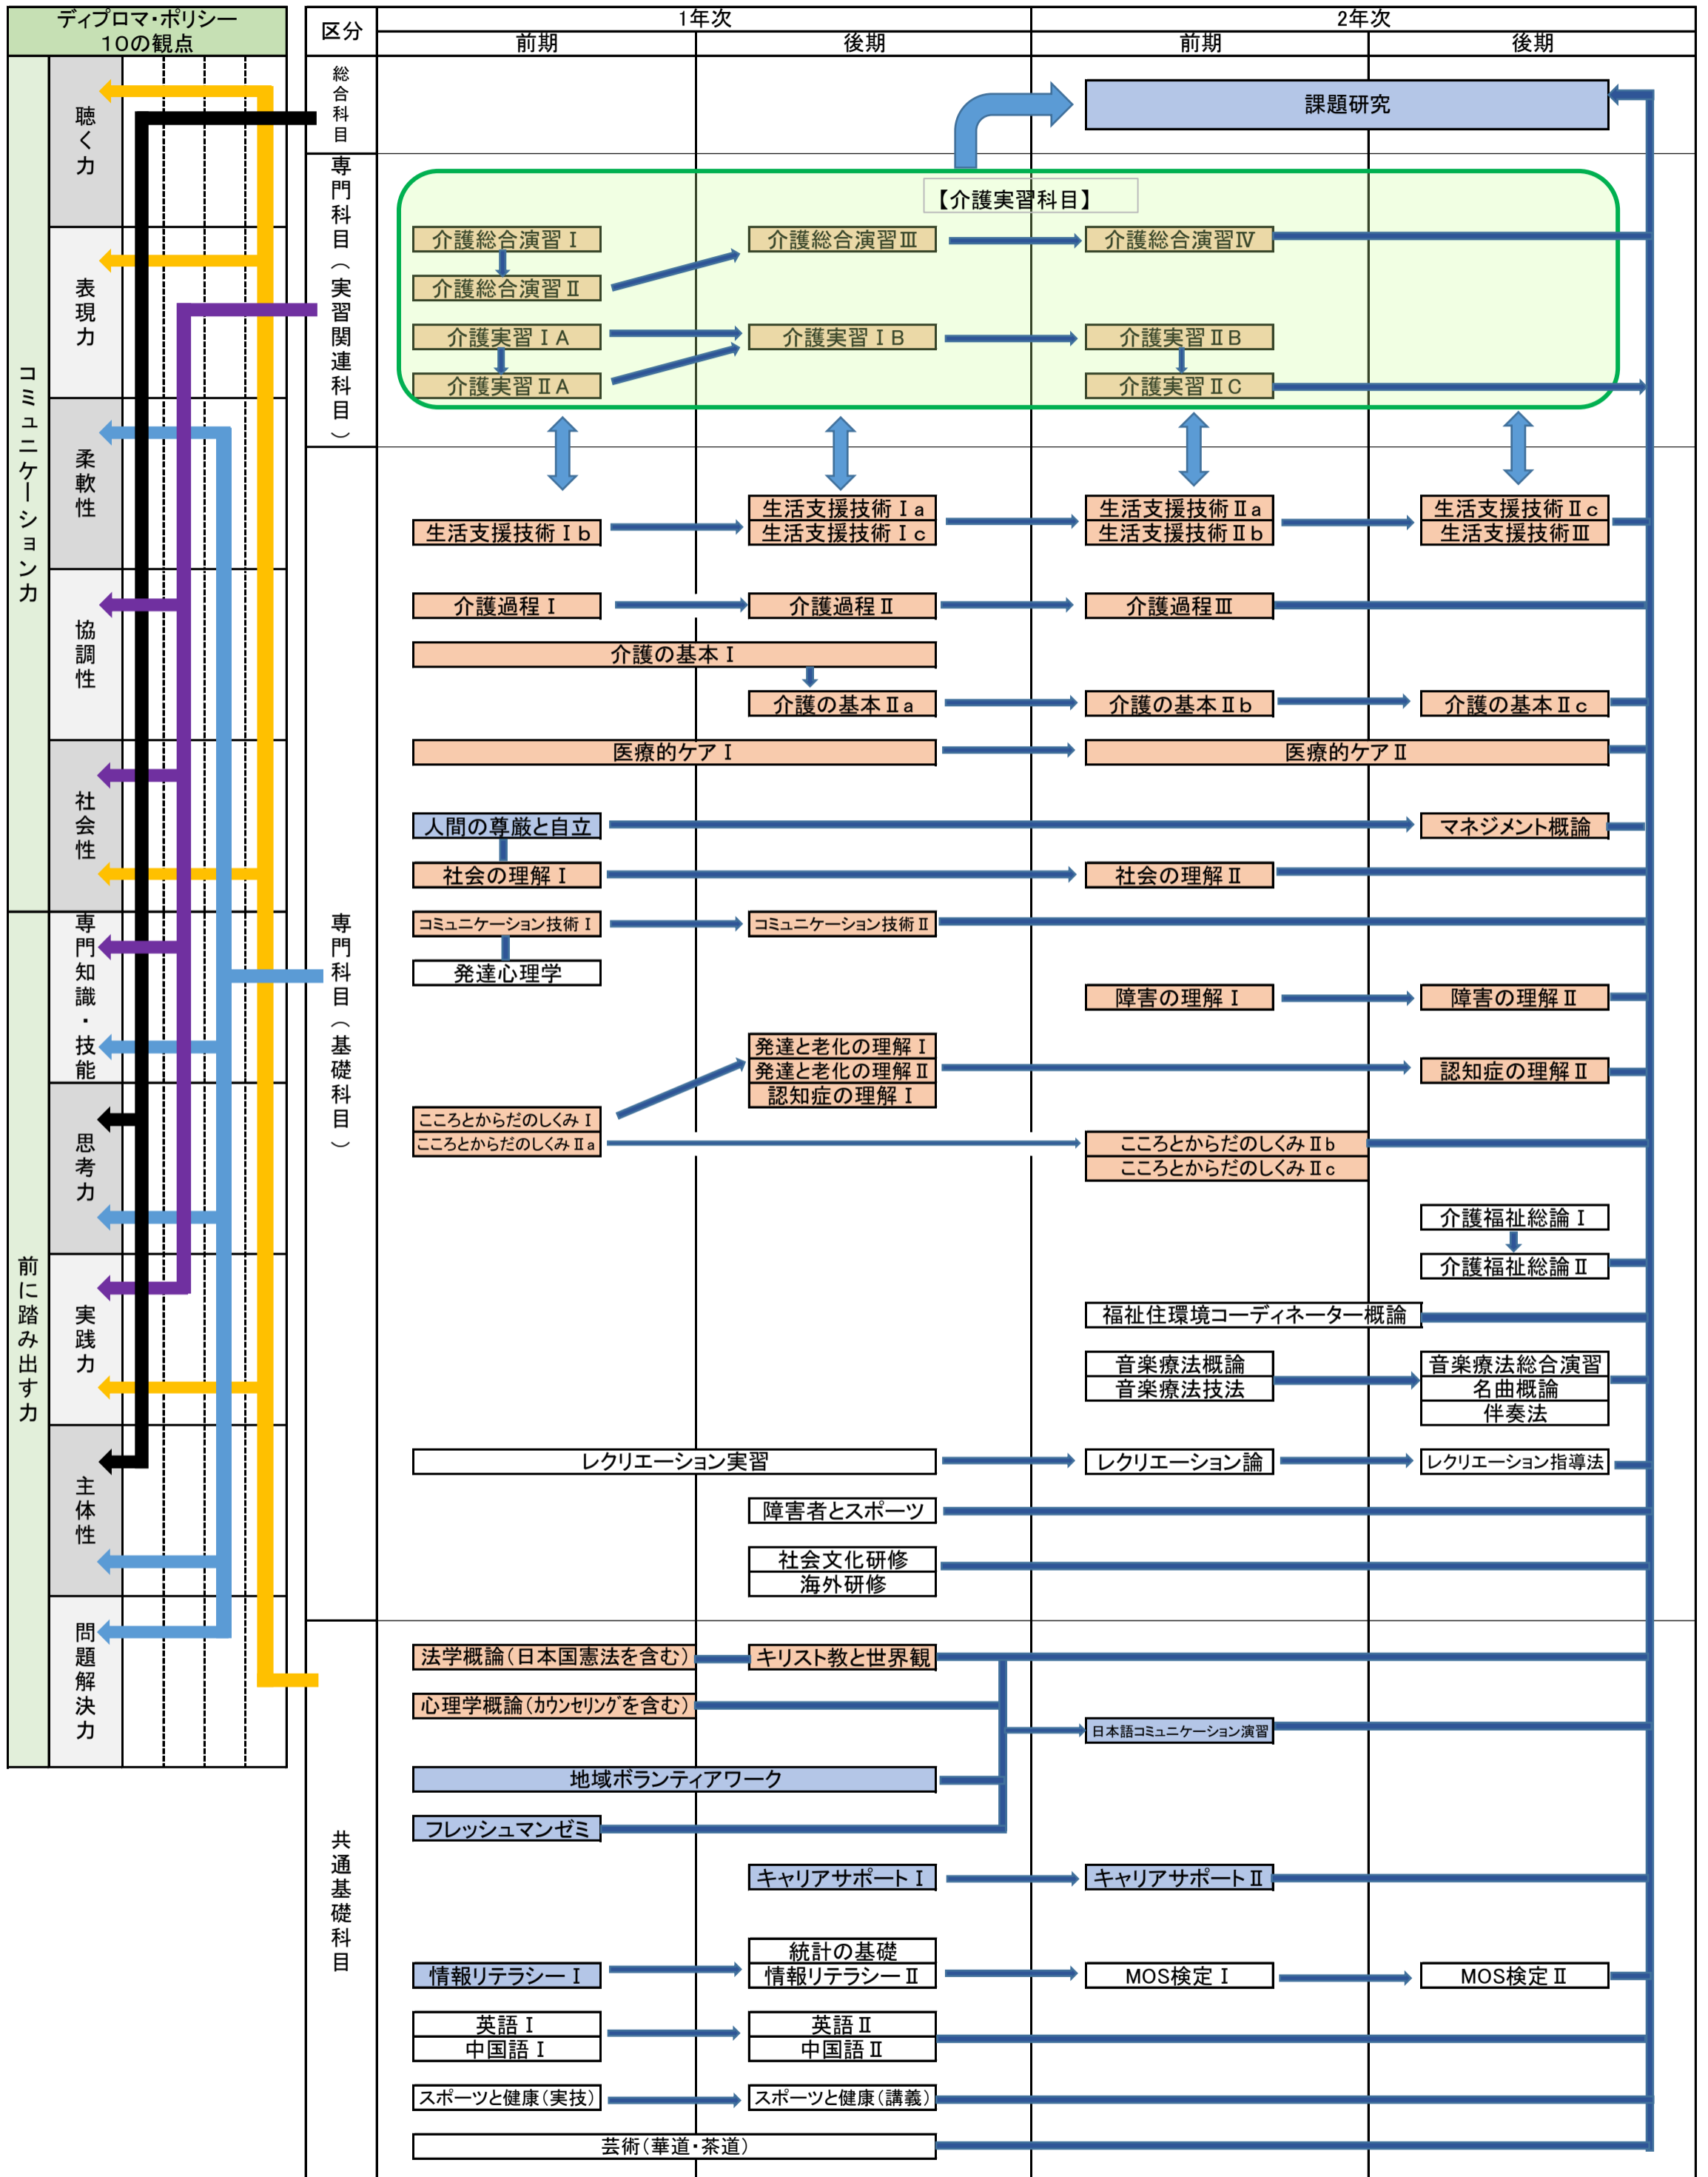 ディプロマ・ポリシー
10の観点
コミュニケーション力
前に踏み出す力
聴く力
表現力
柔軟性
協調性
社会性
専門知識・技能
思考力
実践力
主体性
問題解決力
区分
1年次
2年次
前期
後期
前期
後期
総合科目
課題研究
専門科目(実習関連科目)
【介護実習科目】
介護総合演習Ⅰ
介護総合演習Ⅲ
介護総合演習Ⅳ
介護総合演習Ⅱ
介護実習ⅠA
介護実習ⅠB
介護実習ⅡB
介護実習ⅡA
介護実習ⅡC
専門科目(基礎科目)
生活支援技術Ⅰb
生活支援技術Ⅰa
生活支援技術Ⅰc
生活支援技術Ⅱa
生活支援技術Ⅱb
生活支援技術Ⅱc
生活支援技術Ⅲ
介護過程Ⅰ
介護過程Ⅱ
介護過程Ⅲ
介護の基本Ⅰ
介護の基本Ⅱa
介護の基本Ⅱb
介護の基本Ⅱc
医療的ケアⅠ
医療的ケアⅡ
人間の尊厳と自立
マネジメント概論
社会の理解Ⅰ
社会の理解Ⅱ
コミュニケーション技術Ⅰ
コミュニケーション技術Ⅱ
発達心理学
障害の理解Ⅰ
障害の理解Ⅱ
発達と老化の理解Ⅰ
発達と老化の理解Ⅱ
認知症の理解Ⅰ
認知症の理解Ⅱ
こころとからだのしくみⅠ
こころとからだのしくみⅡa
こころとからだのしくみⅡb
こころとからだのしくみⅡc
介護福祉総論Ⅰ
介護福祉総論Ⅱ
福祉住環境コーディネーター概論
音楽療法概論
音楽療法技法
音楽療法総合演習
名曲概論
伴奏法
レクリエーション実習
レクリエーション論
レクリエーション指導法
障害者とスポーツ
社会文化研修
海外研修
共通基礎科目
法学概論(日本国憲法を含む)
キリスト教と世界観
心理学概論(ｶｳﾝｾﾘﾝｸﾞを含む)
日本語コミュニケーション演習
地域ボランティアワーク
フレッシュマンゼミ
キャリアサポートⅠ
キャリアサポートⅡ
情報リテラシーⅠ
統計の基礎
情報リテラシーⅡ
MOS検定Ⅰ
MOS検定Ⅱ
英語Ⅰ
中国語Ⅰ
英語Ⅱ
中国語Ⅱ
スポーツと健康(実技)
スポーツと健康(講義)
芸術(華道・茶道)